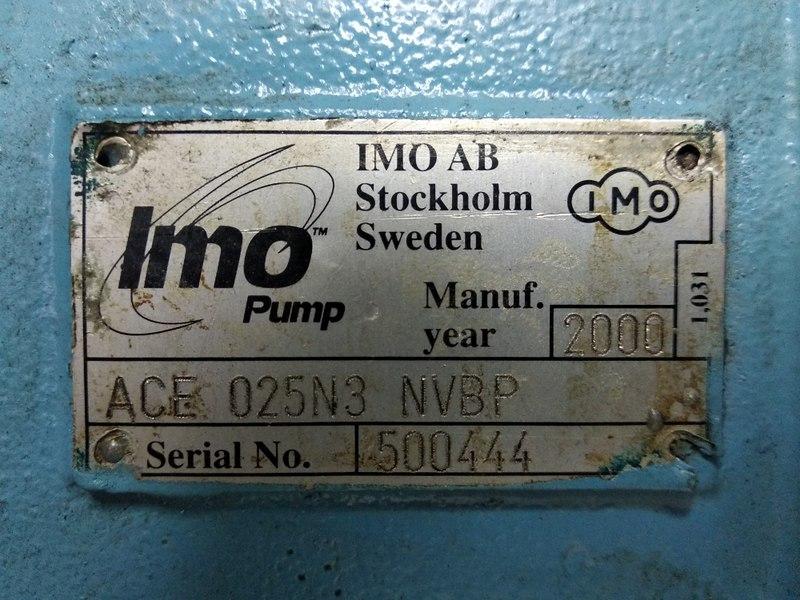 Imo™
Pump
IMO AB
Stockholm
Sweden
IMO
Manuf.
year
2000
1,031
ACE 025N3 NVBP
Serial No. 500444